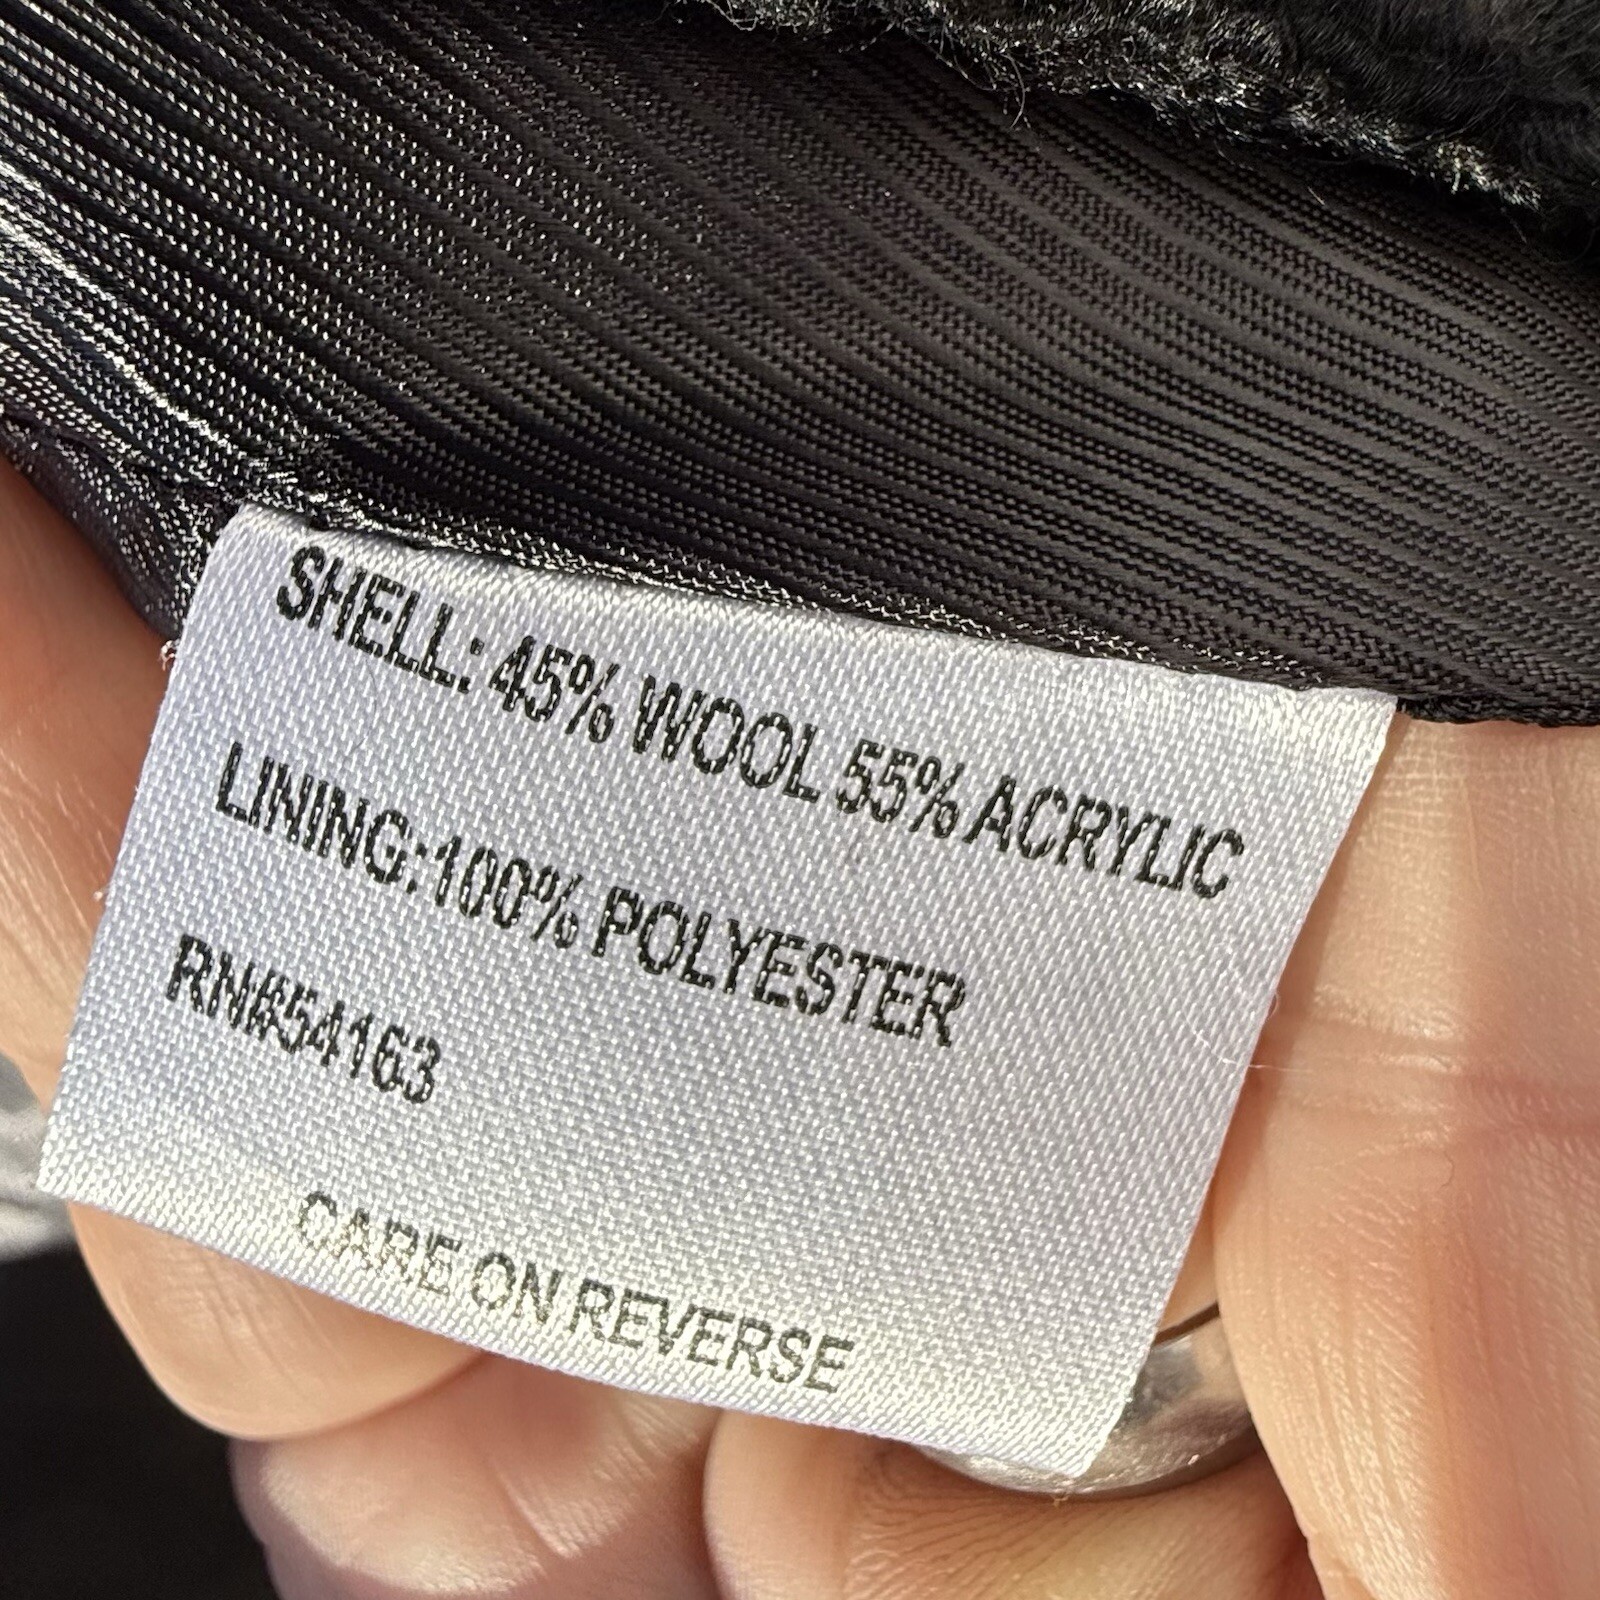 SHELL: 45% WOOL 55% ACRYLIC
LINING:100% POLYESTER
RN#54163
CARE ON REVERSE